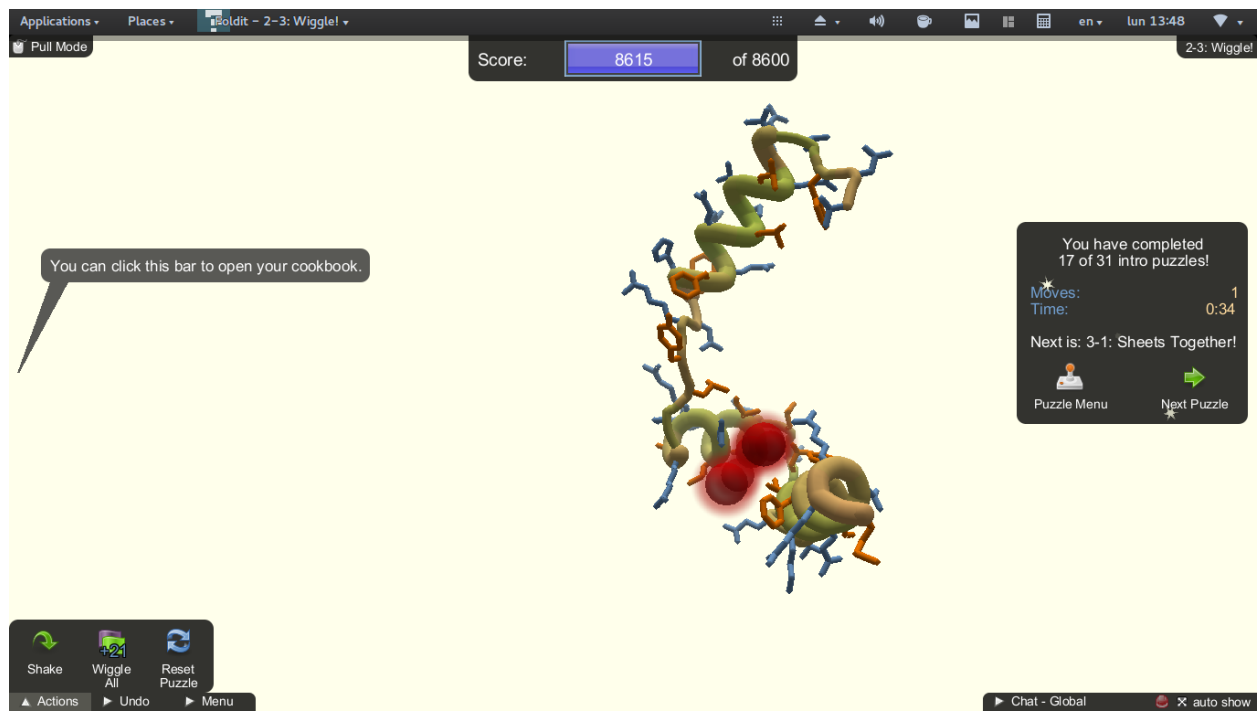 Applications Places Foldit - 2-3: Wiggle! en lun 13:48
Pull Mode
2-3: Wiggle!
Score: 8615 of 8600
You can click this bar to open your cookbook.
You have completed
17 of 31 intro puzzles!
Moves: 1
Time: 0:34
Next is: 3-1: Sheets Together!
Puzzle Menu Next Puzzle
+21
Shake Wiggle All Reset Puzzle
Actions Undo Menu
Chat - Global auto show